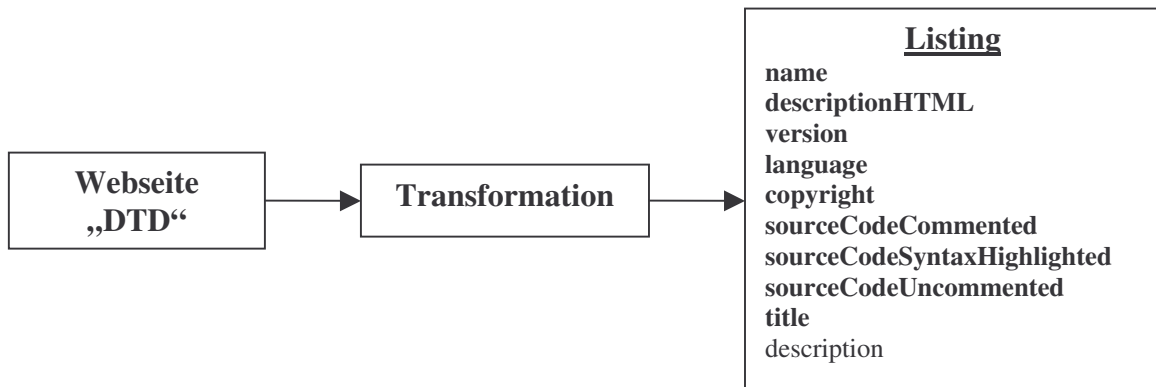 Webseite
„DTD“
Transformation
Listing
name
descriptionHTML
version
language
copyright
sourceCodeCommented
sourceCodeSyntaxHighlighted
sourceCodeUncommented
title
description